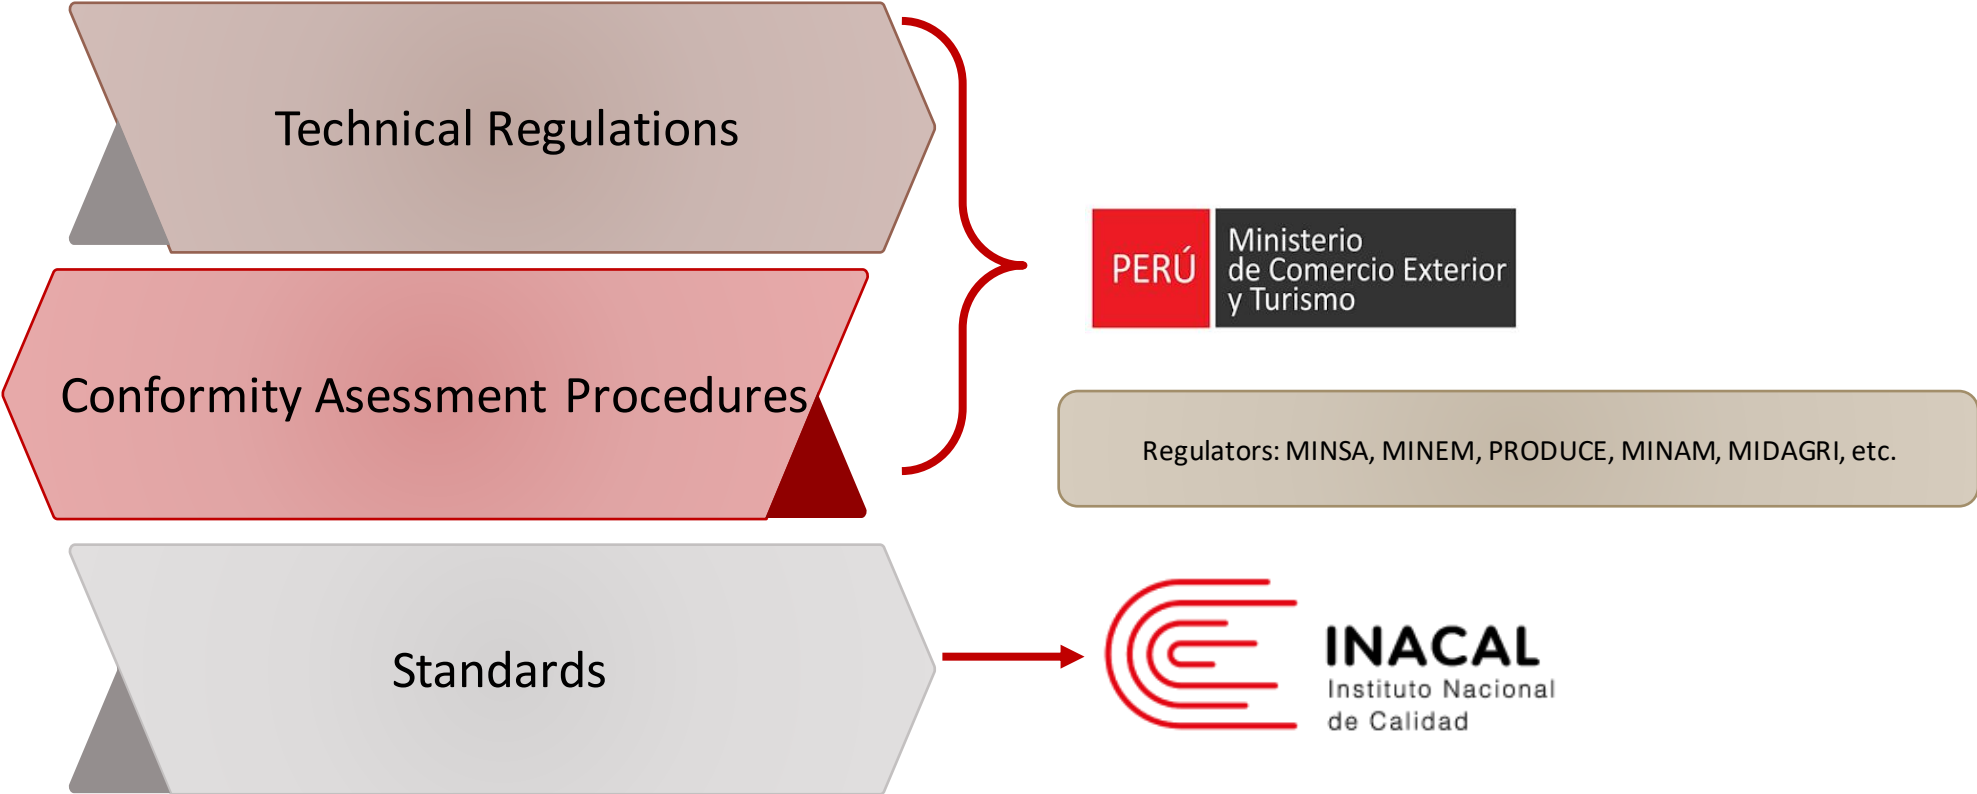 Technical Regulations
Conformity Asessment Procedures
Standards
PERÚ
Ministerio
de Comercio Exterior
y Turismo
Regulators: MINSA, MINEM, PRODUCE, MINAM, MIDAGRI, etc.
INACAL
Instituto Nacional
de Calidad